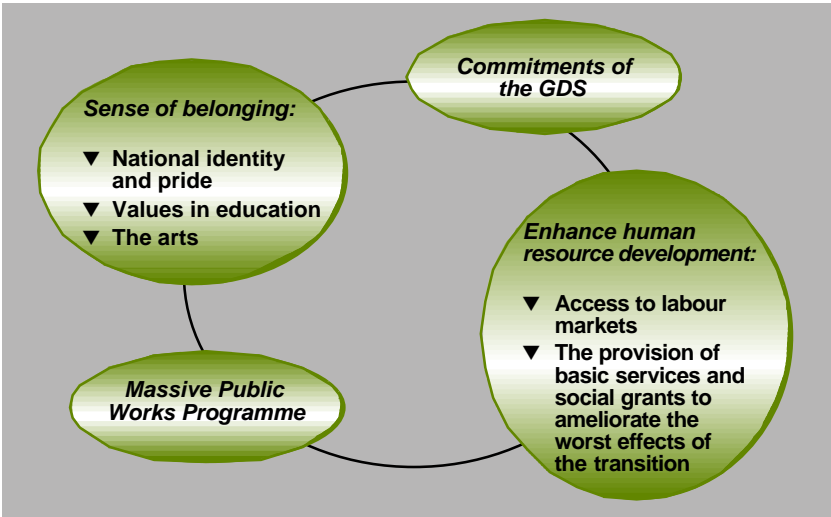 Commitments of
the GDS
Sense of belonging:
▼ National identity
and pride
▼ Values in education
▼ The arts
Enhance human
resource development:
▼ Access to labour
markets
▼ The provision of
basic services and
social grants to
ameliorate the
worst effects of
the transition
Massive Public
Works Programme